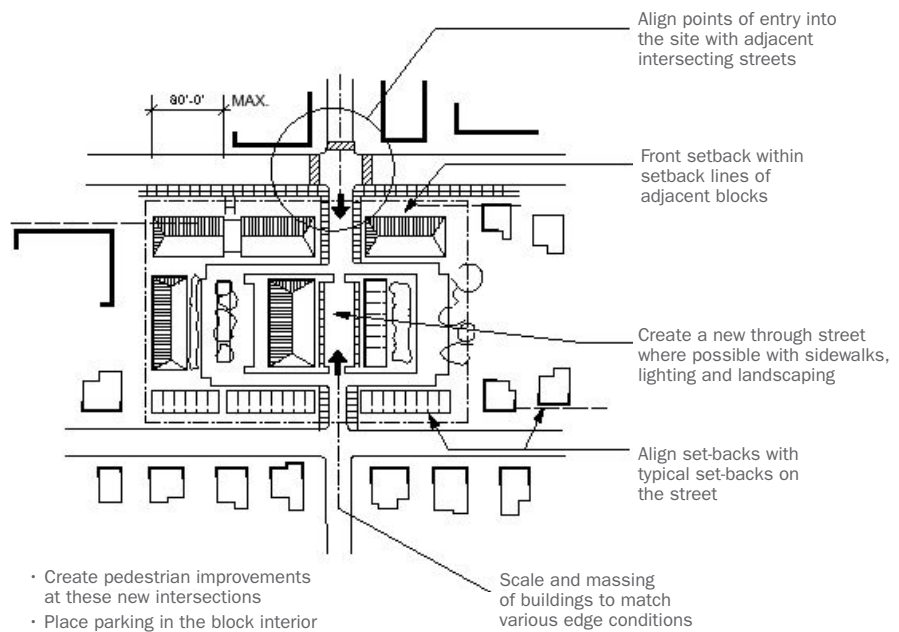 Align points of entry into
the site with adjacent
intersecting streets
80'-0' MAX.
Front setback within
setback lines of
adjacent blocks
Create a new through street
where possible with sidewalks,
lighting and landscaping
Align set-backs with
typical set-backs on
the street
Scale and massing
of buildings to match
various edge conditions
• Create pedestrian improvements
at these new intersections
• Place parking in the block interior